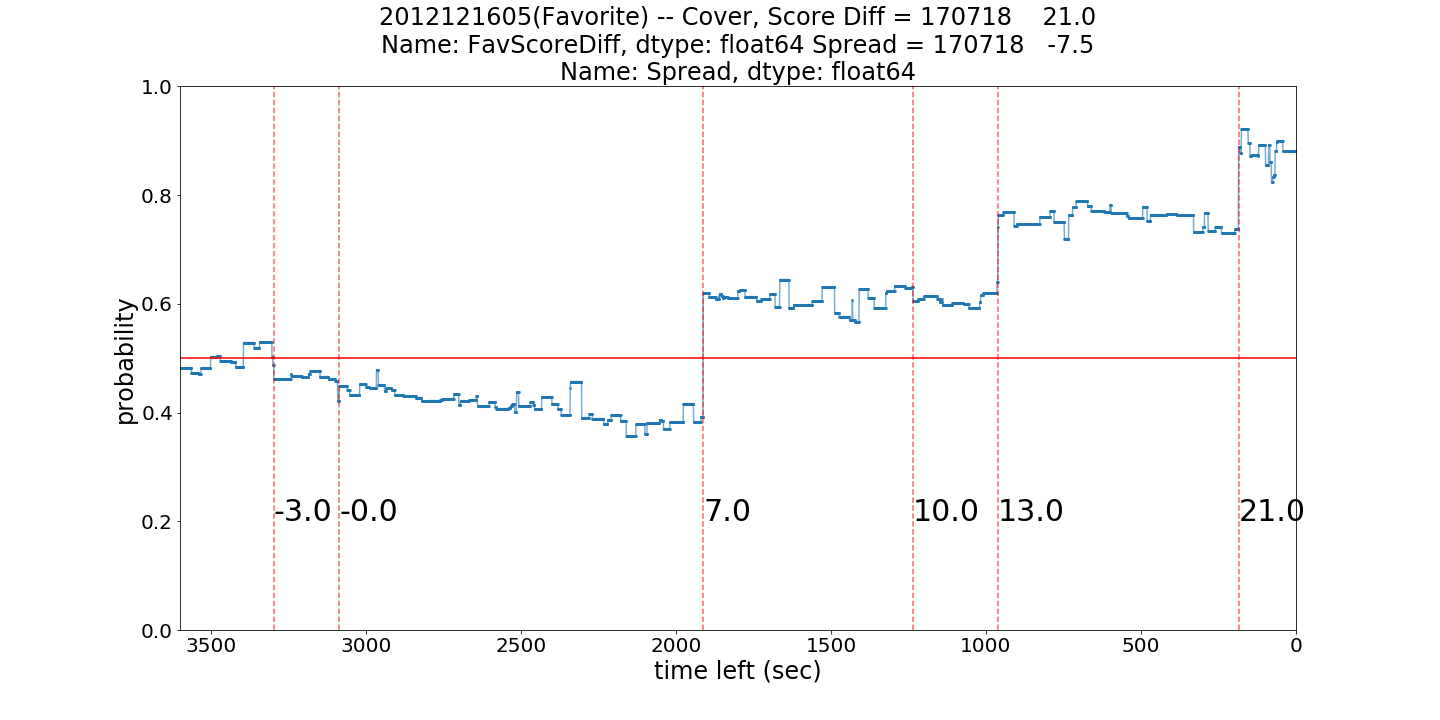 2012121605(Favorite) -- Cover, Score Diff = 170718    21.0
Name: FavScoreDiff, dtype: float64 Spread = 170718   -7.5
Name: Spread, dtype: float64
1.0
0.8
0.6
0.4
0.2
0.0
probability
-3.0 -0.0 7.0 10.0 13.0 21.0
3500 3000 2500 2000 1500 1000 500 0
time left (sec)